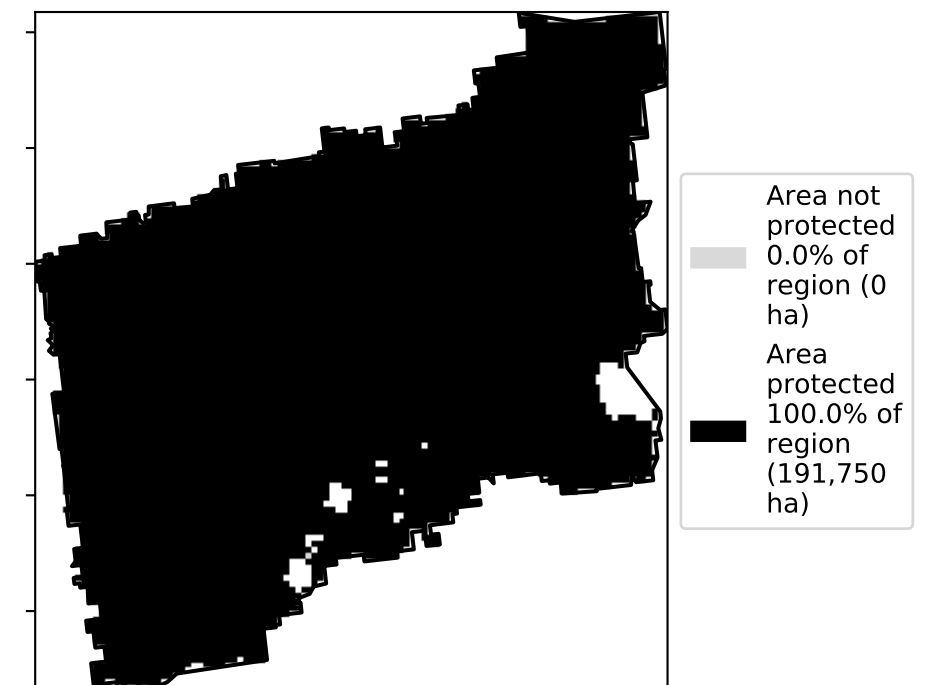 Area not
protected
0.0% of
region (0
ha)
Area
protected
100.0% of
region
(191,750
ha)